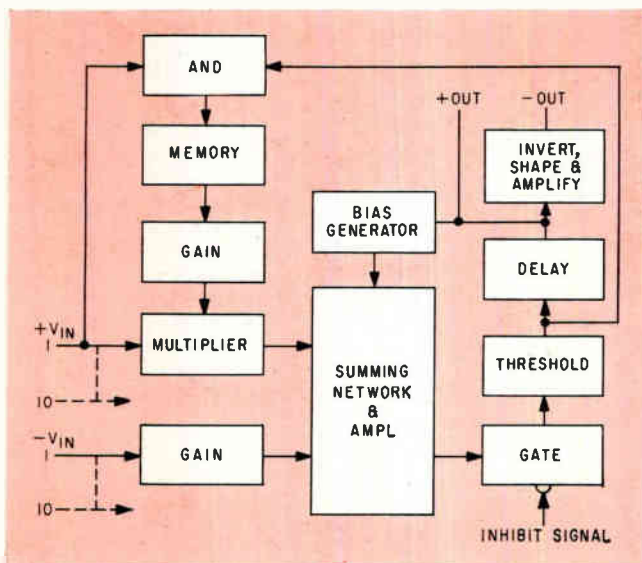 AND
+OUT
−OUT
MEMORY
INVERT,
SHAPE &
AMPLIFY
BIAS
GENERATOR
GAIN
DELAY
+VIN
1
MULTIPLIER
10
SUMMING
NETWORK
&
AMPL
THRESHOLD
−VIN
1
GAIN
10
GATE
INHIBIT SIGNAL